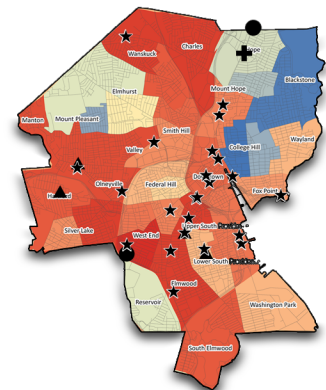 Charles
Wanskuck
Hope
Blackstone
Elmhurst
Mount Hope
Manton
Mount Pleasant
Smith Hill
Wayland
Valley
College Hill
Olneyville
Federal Hill
Fox Point
Silver Lake
West End
Upper South
Lower South
Elmwood
Reservoir
Washington Park
South Elmwood